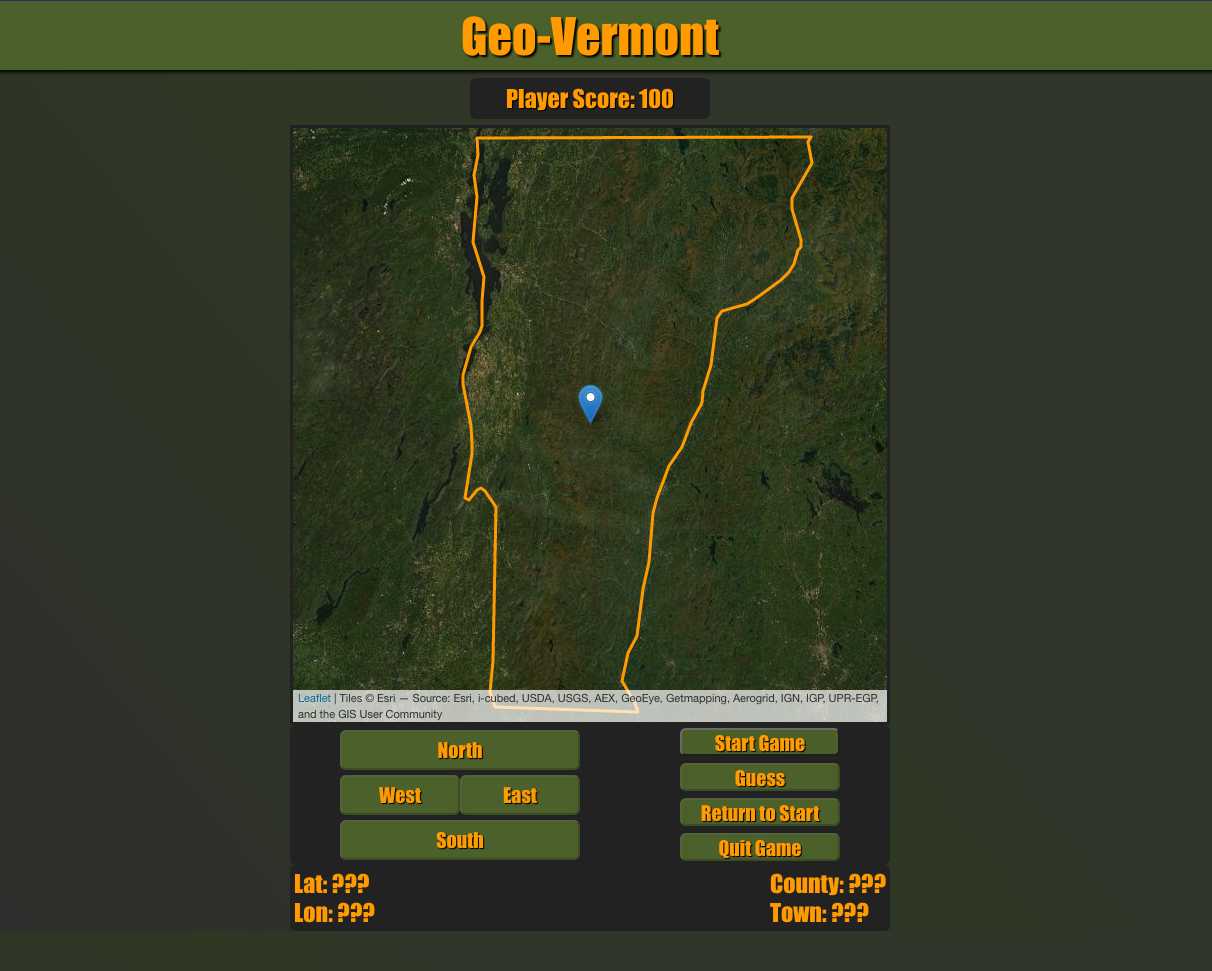 Geo-Vermont
Player Score: 100
Leaflet | Tiles © Esri — Source: Esri, i-cubed, USDA, USGS, AEX, GeoEye, Getmapping, Aerogrid, IGN, IGP, UPR-EGP,
and the GIS User Community
North
West East
South
Start Game
Guess
Return to Start
Quit Game
Lat: ???
Lon: ???
County: ???
Town: ???